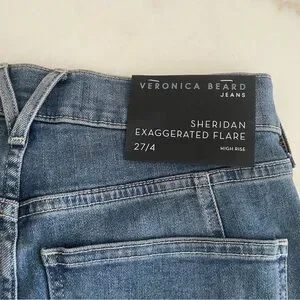 VERONICA BEARD
JEANS
SHERIDAN
EXAGGERATED FLARE
27/4
HIGH RISE